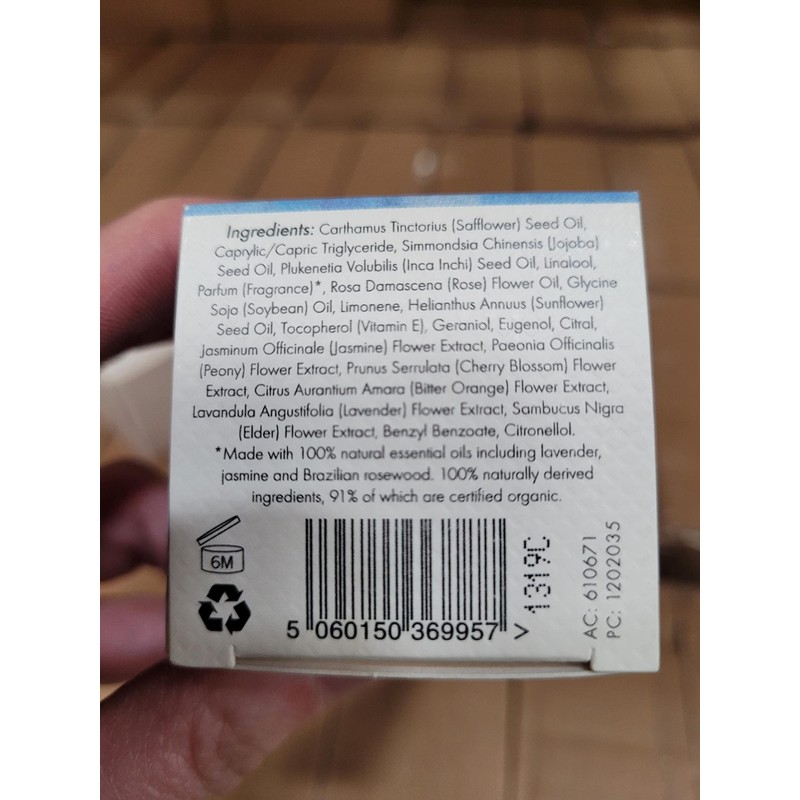 Ingredients: Carthamus Tinctorius (Safflower) Seed Oil,
Caprylic/Capric Triglyceride, Simmondsia Chinensis (Jojoba)
Seed Oil, Plukenetia Volubilis (Inca Inchi) Seed Oil, Linalool,
Parfum (Fragrance)*, Rosa Damascena (Rose) Flower Oil, Glycine
Soja (Soybean) Oil, Limonene, Helianthus Annuus (Sunflower)
Seed Oil, Tocopherol (Vitamin E), Geraniol, Eugenol, Citral,
Jasminum Officinale (Jasmine) Flower Extract, Paeonia Officinalis
(Peony) Flower Extract, Prunus Serrulata (Cherry Blossom) Flower
Extract, Citrus Aurantium Amara (Bitter Orange) Flower Extract,
Lavandula Angustifolia (Lavender) Flower Extract, Sambucus Nigra
(Elder) Flower Extract, Benzyl Benzoate, Citronellol.
*Made with 100% natural essential oils including lavender,
jasmine and Brazilian rosewood. 100% naturally derived
ingredients, 91% of which are certified organic.
6M
5 060150 369957 >
1319C
AC: 610671
PC: 1202035